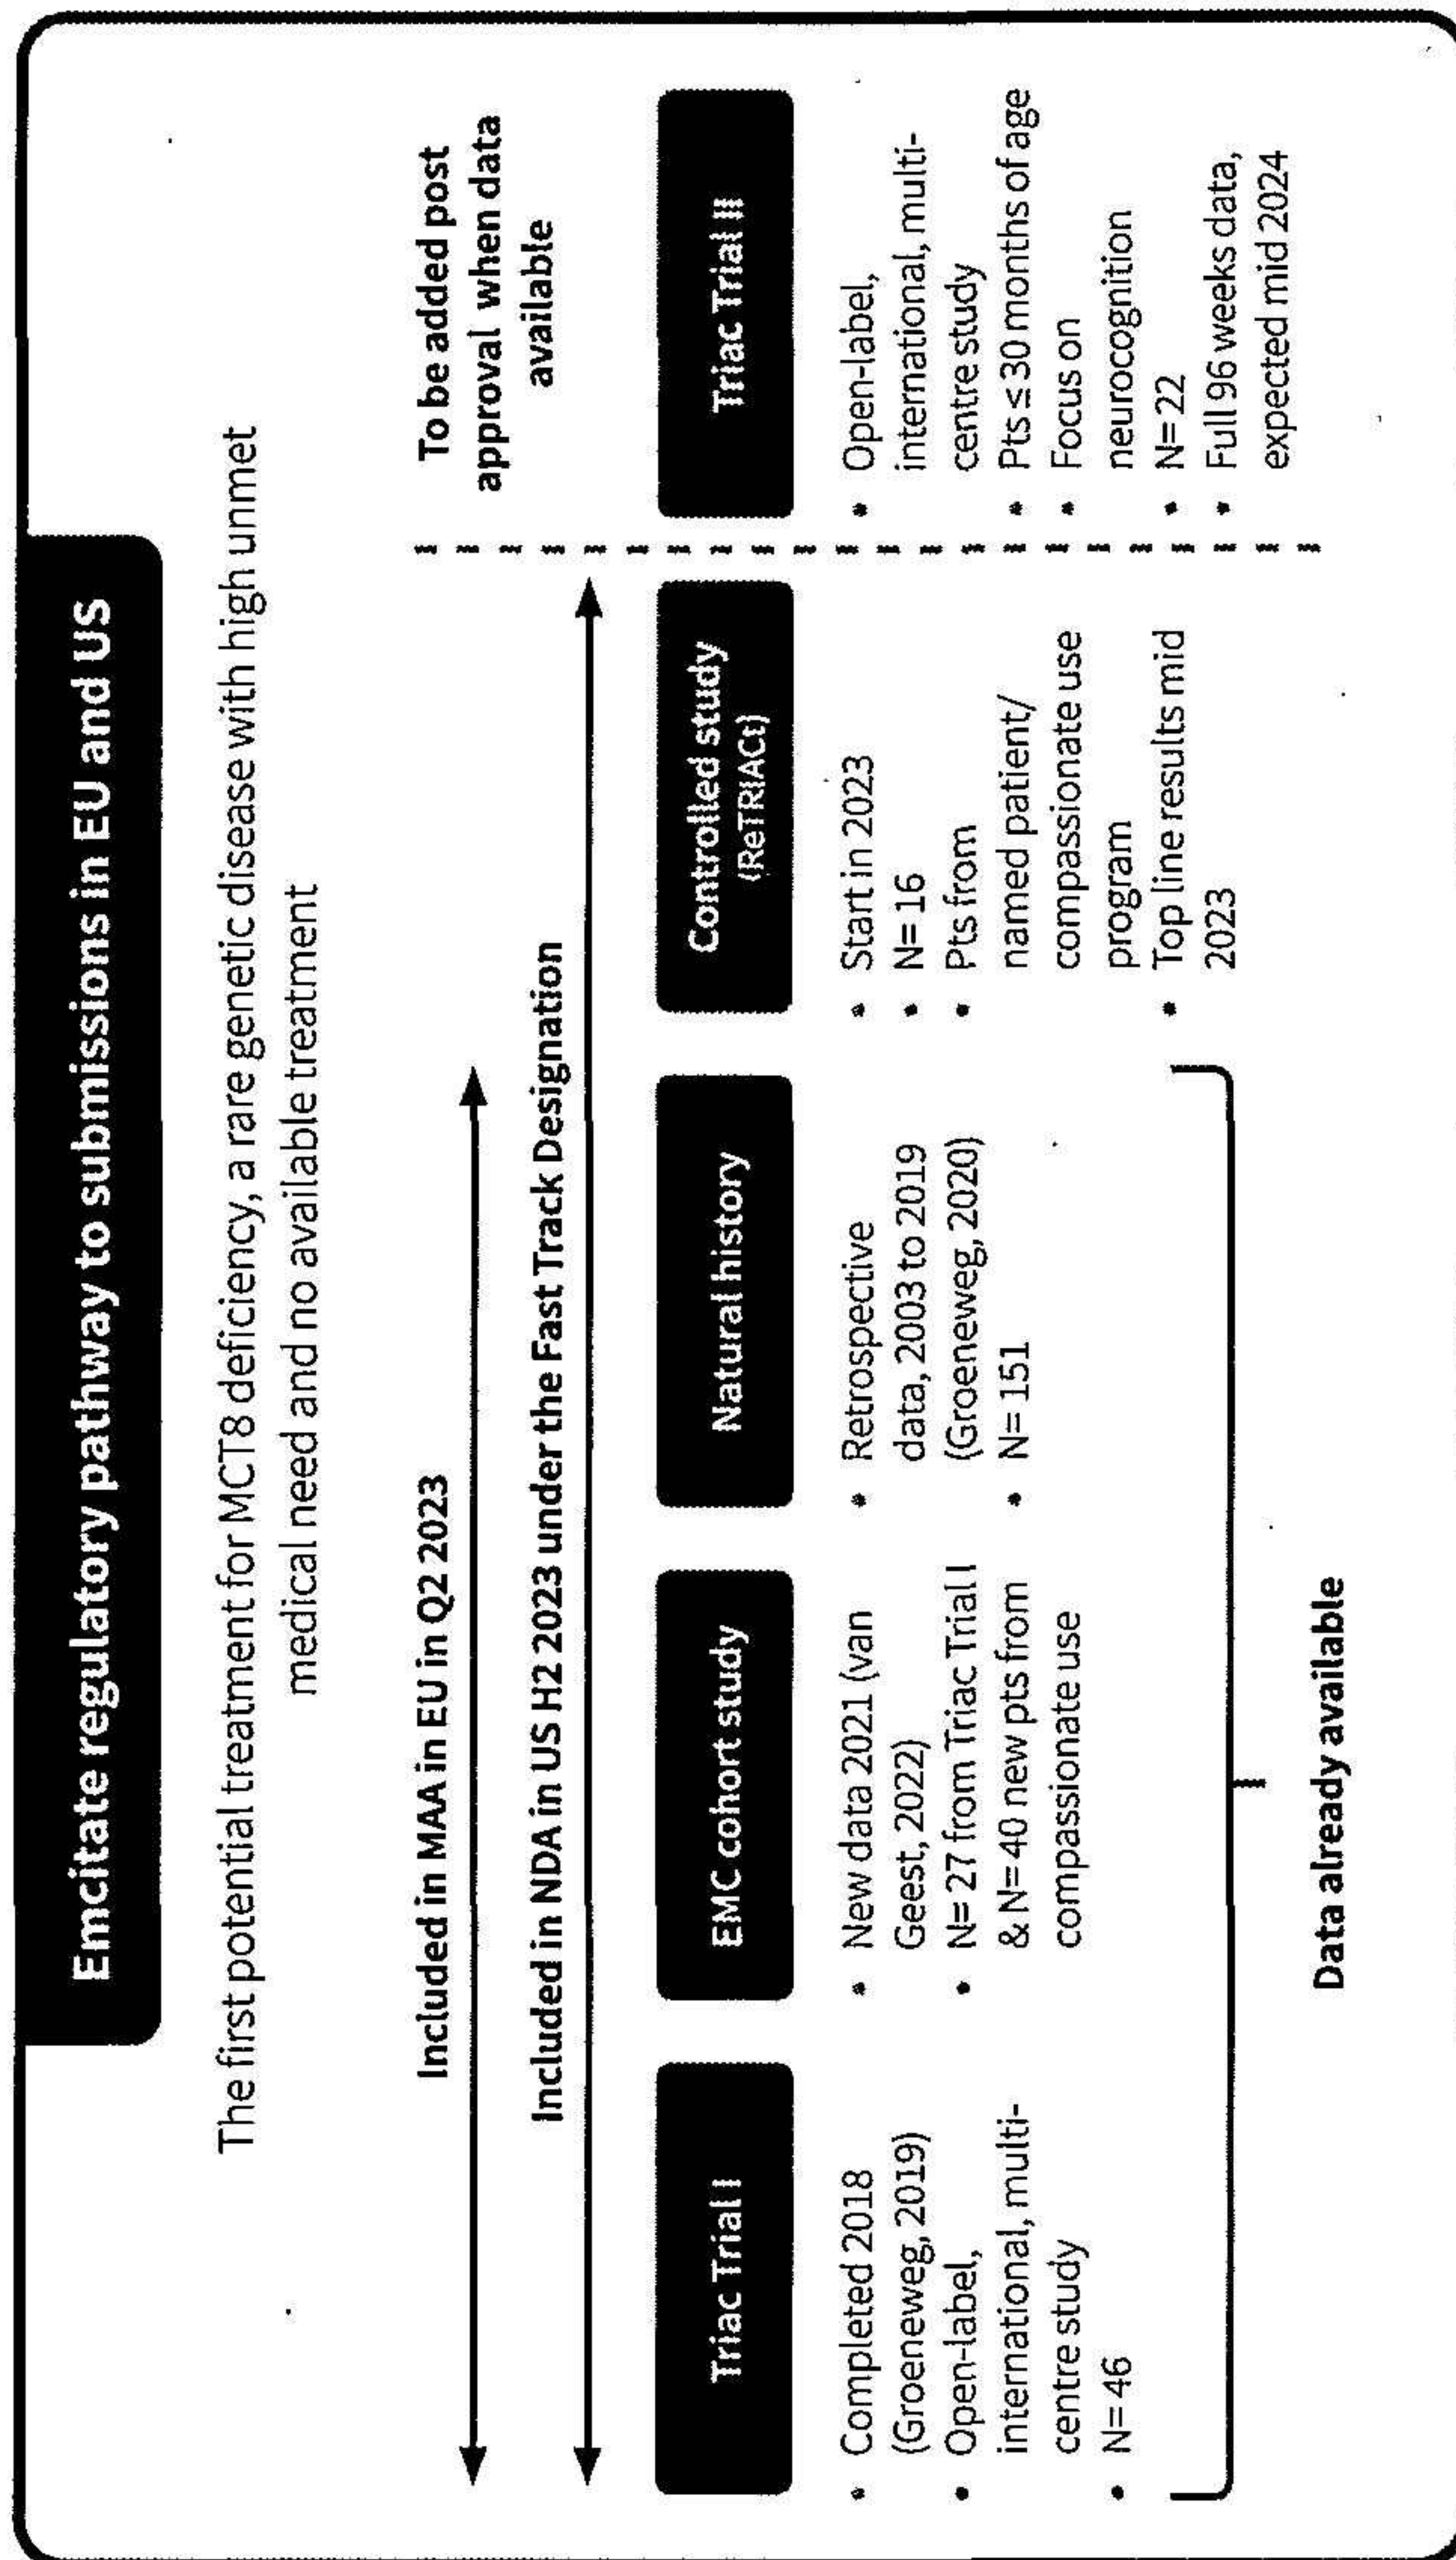 Emcitate regulatory pathway to submissions in EU and US
The first potential treatment for MCT8 deficiency, a rare genetic disease with high unmet
medical need and no available treatment
Included in MAA in EU in Q2 2023
Included in NDA in US H2 2023 under the Fast Track Designation
To be added post
approval when data
available
Triac Trial I
• Completed 2018
(Groeneweg, 2019)
• Open-label,
international, multi-
centre study
• N= 46
EMC cohort study
• New data 2021 (van
Geest, 2022)
• N= 27 from Triac Trial I
& N= 40 new pts from
compassionate use
Natural history
• Retrospective
data, 2003 to 2019
(Groeneweg, 2020)
• N= 151
Controlled study
(ReTRIACt)
• Start in 2023
• N= 16
• Pts from
named patient/
compassionate use
program
• Top line results mid
2023
Triac Trial II
• Open-label,
international, multi-
centre study
• Pts ≤ 30 months of age
• Focus on
neurocognition
• N= 22
• Full 96 weeks data,
expected mid 2024
Data already available